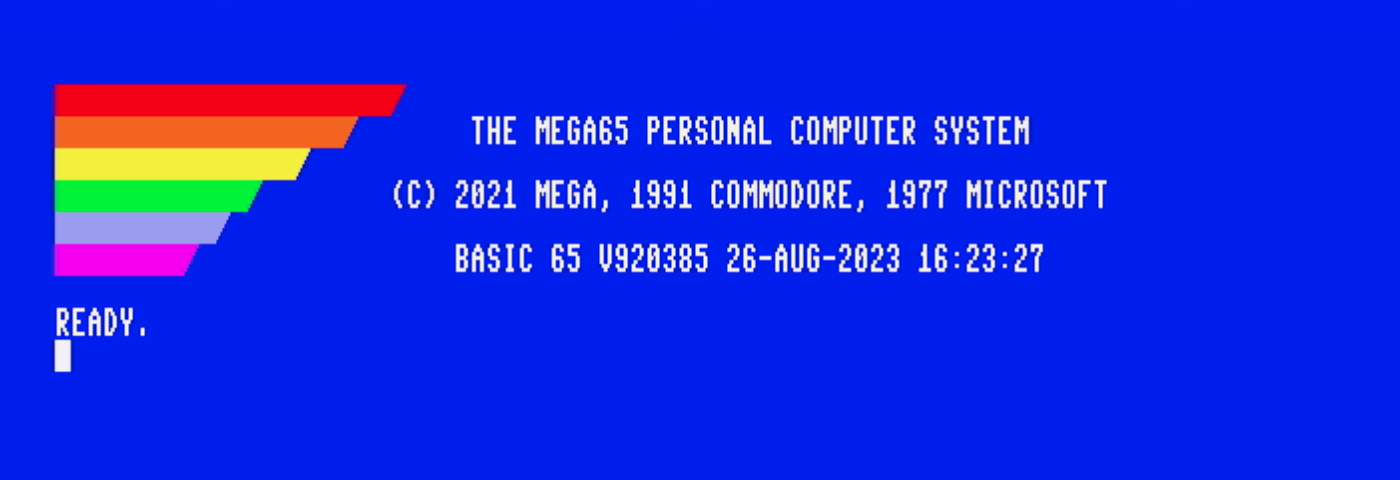 THE MEGA65 PERSONAL COMPUTER SYSTEM
(C) 2021 MEGA, 1991 COMMODORE, 1977 MICROSOFT
BASIC 65 V920385 26-AUG-2023 16:23:27
READY.